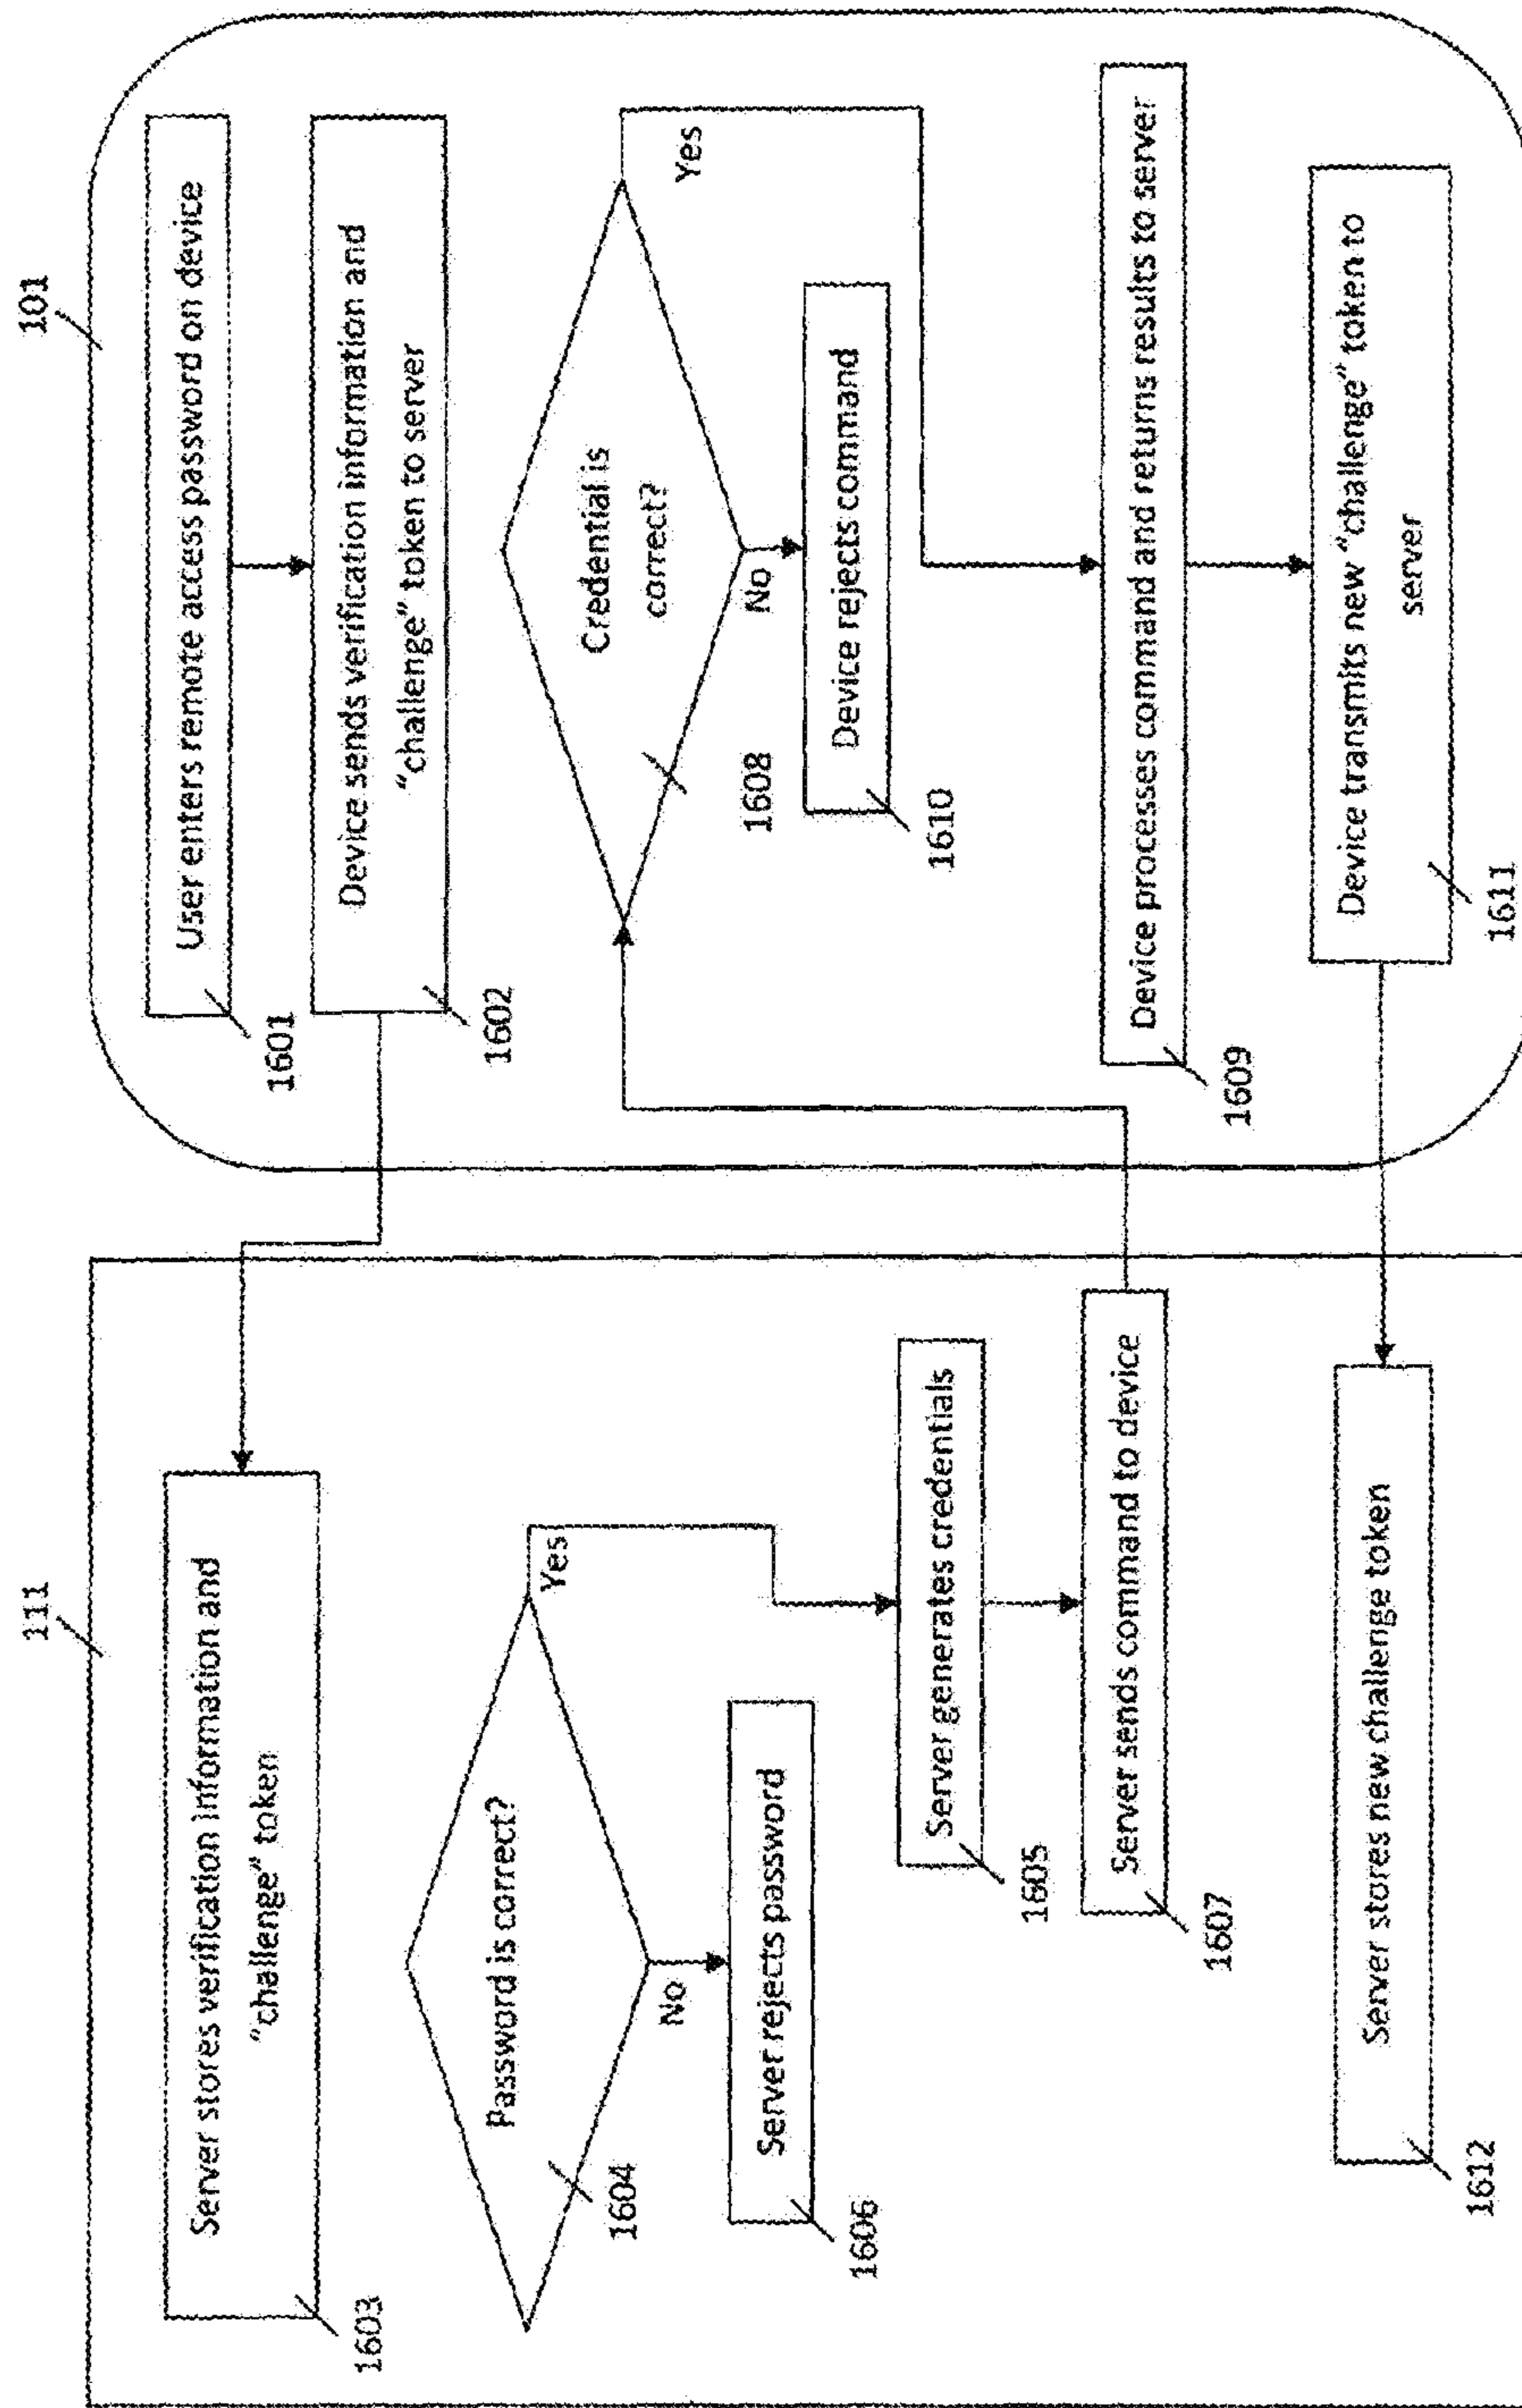 111
Server stores verification information and
“challenge” token
1603
Password is correct?
Yes
No
1604
Server rejects password
1606
Server generates credentials
1605
Server sends command to device
1607
Server stores new challenge token
1612
101
User enters remote access password on device
1601
Device sends verification information and
“challenge” token to server
1602
Credential is
correct?
Yes
No
1608
Device rejects command
1610
Device processes command and returns results to server
1609
Device transmits new “challenge” token to
server
1611